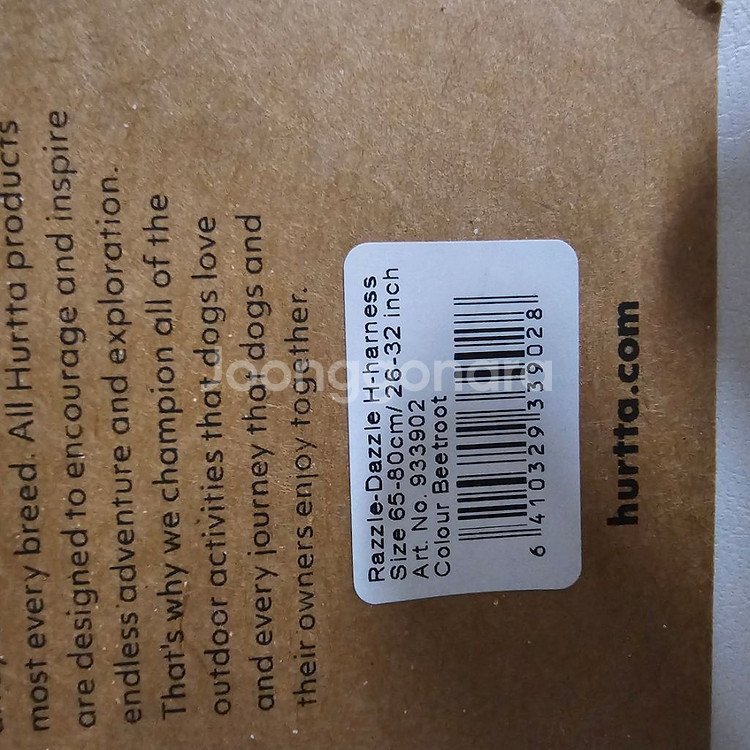 most every breed. All Hurtta products
are designed to encourage and inspire
endless adventure and exploration.
That's why we champion all of the
outdoor activities that dogs love
and every journey that dogs and
their owners enjoy together.
Razzle-Dazzle H-harness
Size 65-80cm/ 26-32 inch
Art. No. 933902
Colour Beetroot
6 410329 339028
hurtta.com
Joongonara